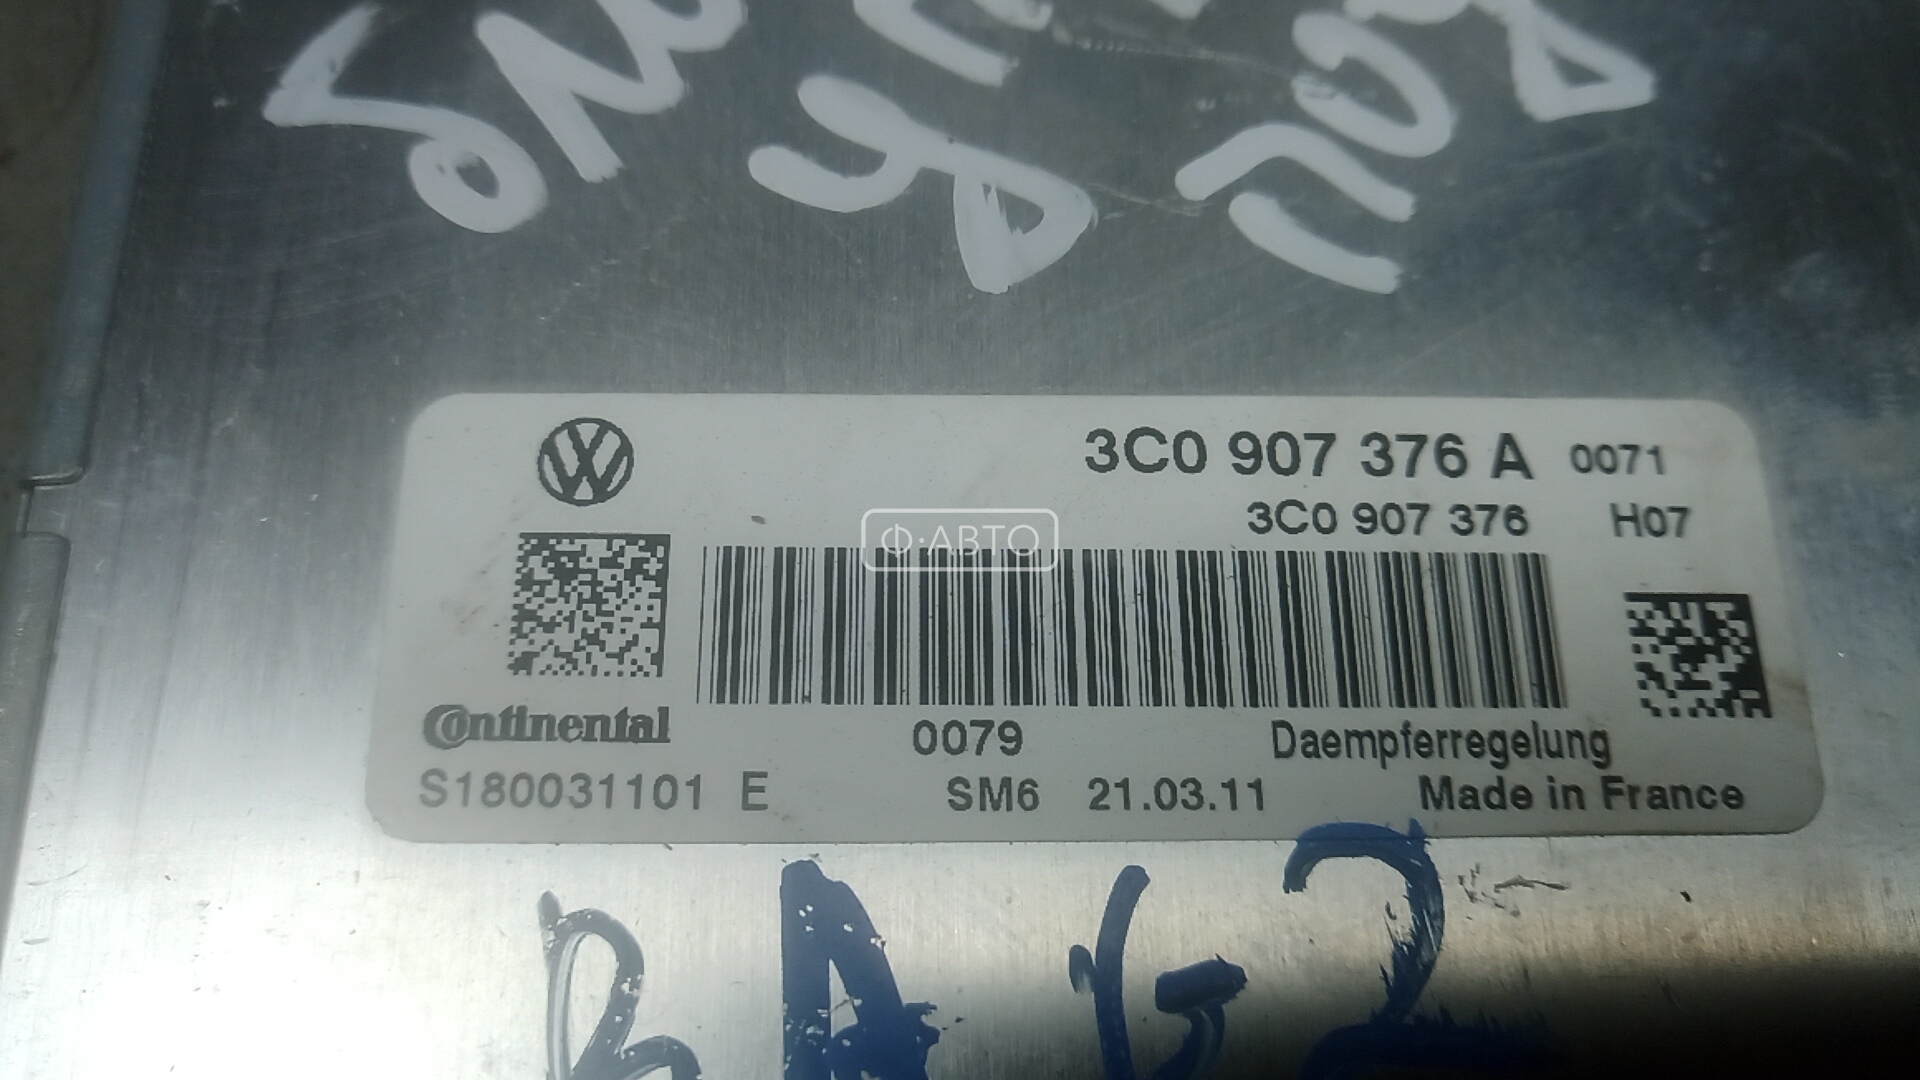 3C0 907 376 A 0071
3C0 907 376 H07
Ф·АВТО
Continental
0079
Daempferregelung
S180031101 E
SM6 21.03.11
Made in France